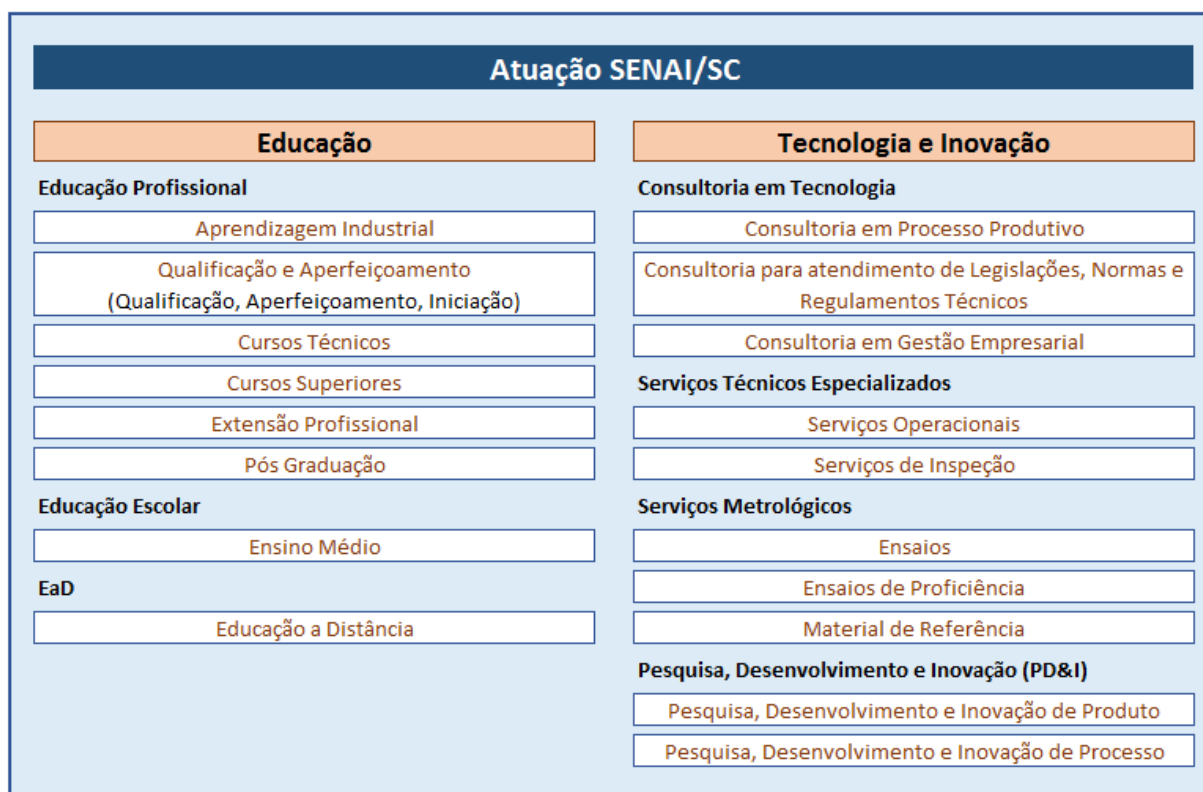 Atuação SENAI/SC
Educação
Educação Profissional
Aprendizagem Industrial
Qualificação e Aperfeiçoamento
(Qualificação, Aperfeiçoamento, Iniciação)
Cursos Técnicos
Cursos Superiores
Extensão Profissional
Pós Graduação
Educação Escolar
Ensino Médio
EaD
Educação a Distância
Tecnologia e Inovação
Consultoria em Tecnologia
Consultoria em Processo Produtivo
Consultoria para atendimento de Legislações, Normas e
Regulamentos Técnicos
Consultoria em Gestão Empresarial
Serviços Técnicos Especializados
Serviços Operacionais
Serviços de Inspeção
Serviços Metrológicos
Ensaios
Ensaios de Proficiência
Material de Referência
Pesquisa, Desenvolvimento e Inovação (PD&I)
Pesquisa, Desenvolvimento e Inovação de Produto
Pesquisa, Desenvolvimento e Inovação de Processo